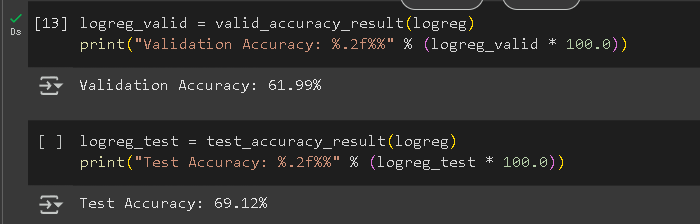 [13] logreg_valid = valid_accuracy_result(logreg)
0s
print("Validation Accuracy: %.2f%%" % (logreg_valid * 100.0))
Validation Accuracy: 61.99%
[ ] logreg_test = test_accuracy_result(logreg)
print("Test Accuracy: %.2f%%" % (logreg_test * 100.0))
Test Accuracy: 69.12%